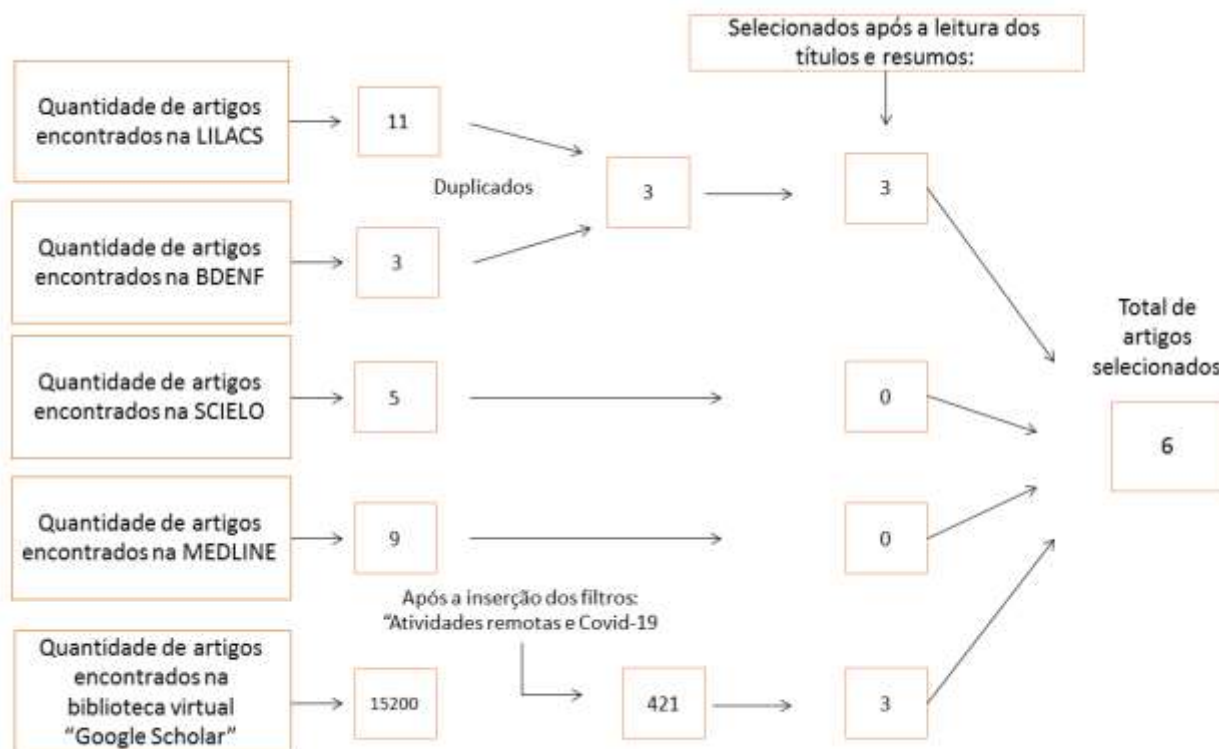 Selecionados após a leitura dos
títulos e resumos:
Quantidade de artigos
encontrados na LILACS
11
Duplicados
3
3
Quantidade de artigos
encontrados na BDENF
3
Quantidade de artigos
encontrados na SCIELO
5
0
Total de
artigos
selecionados
6
Quantidade de artigos
encontrados na MEDLINE
9
0
Após a inserção dos filtros:
“Atividades remotas e Covid-19
Quantidade de artigos
encontrados na
biblioteca virtual
“Google Scholar”
15200
421
3